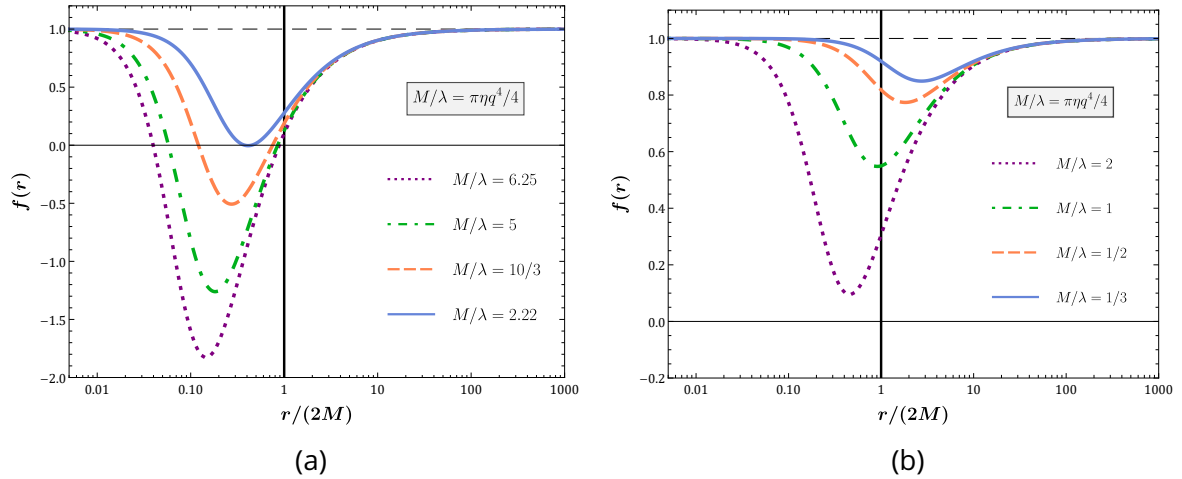 1.0
0.5
0.0
−0.5
−1.0
−1.5
−2.0
f(r)
M/λ = πηq⁴/4
M/λ = 6.25
M/λ = 5
M/λ = 10/3
M/λ = 2.22
0.01 0.10 1 10 100 1000
r/(2M)
(a)
1.0
0.8
0.6
0.4
0.2
0.0
−0.2
f(r)
M/λ = πηq⁴/4
M/λ = 2
M/λ = 1
M/λ = 1/2
M/λ = 1/3
0.01 0.10 1 10 100 1000
r/(2M)
(b)